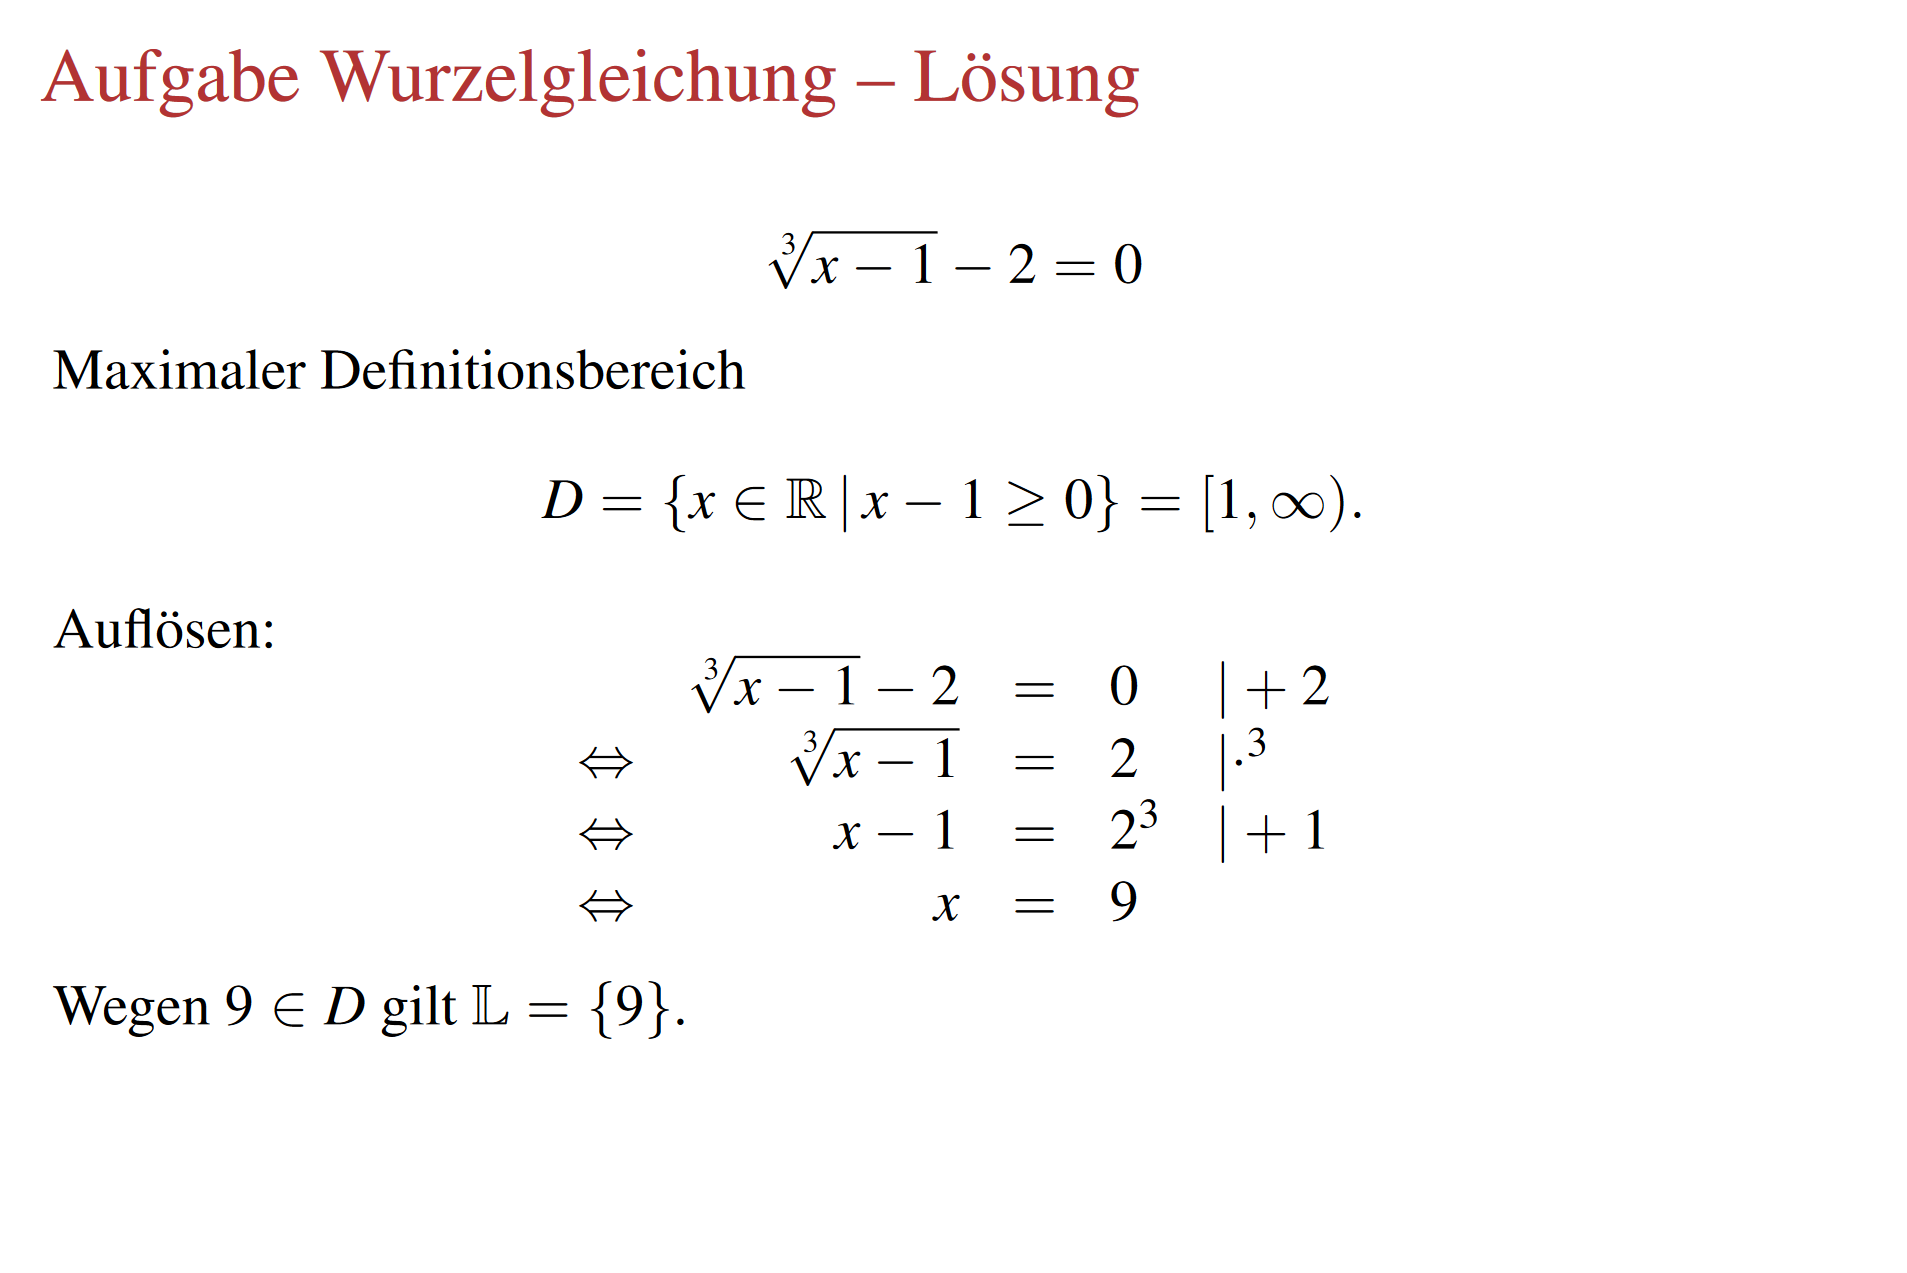 Aufgabe Wurzelgleichung – Lösung
∛(x − 1) − 2 = 0
Maximaler Definitionsbereich
D = {x ∈ ℝ | x − 1 ≥ 0} = [1, ∞).
Auflösen:
∛(x − 1) − 2 = 0 | + 2
⇔ ∛(x − 1) = 2 | ·³
⇔ x − 1 = 2³ | + 1
⇔ x = 9
Wegen 9 ∈ D gilt 𝕃 = {9}.